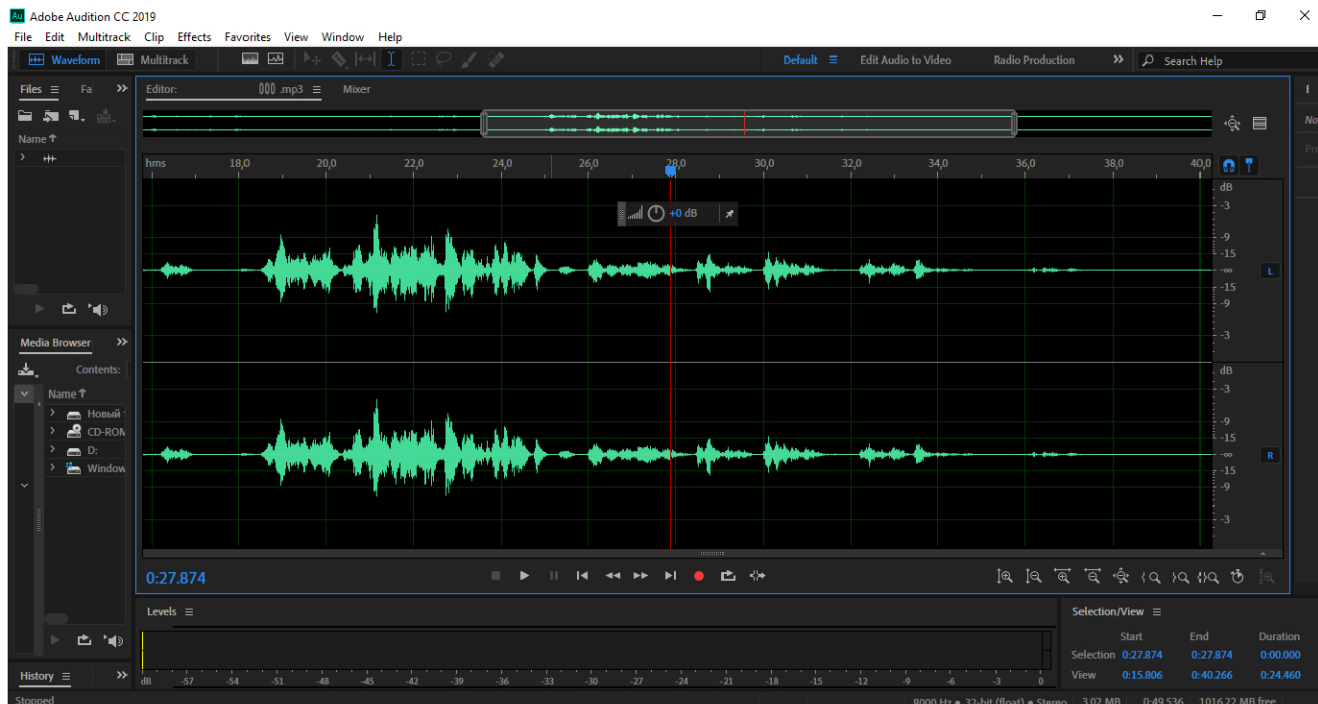 Au Adobe Audition CC 2019
File Edit Multitrack Clip Effects Favorites View Window Help
Waveform Multitrack Default Edit Audio to Video Radio Production Search Help
Files Fa Editor: 000 .mp3 Mixer
Name
No
hms 18,0 20,0 22,0 24,0 26,0 28,0 30,0 32,0 34,0 36,0 38,0 40,0
dB
-3
+0 dB
-9
-15
-∞ L
-15
-9
-3
Media Browser
Contents:
dB
Name
-3
Новый
CD-ROM
-9
D:
-15
Window
-∞ R
-15
-9
-3
0:27.874
Levels
Selection/View
Start End Duration
Selection 0:27.874 0:27.874 0:00.000
View 0:15.806 0:40.266 0:24.460
History
dB -57 -54 -51 -48 -45 -42 -39 -36 -33 -30 -27 -24 -21 -18 -15 -12 -9 -6 -3 0
Stopped 8000 Hz • 32-bit (float) • Stereo 3,02 MB 0:49.536 1016,22 MB free